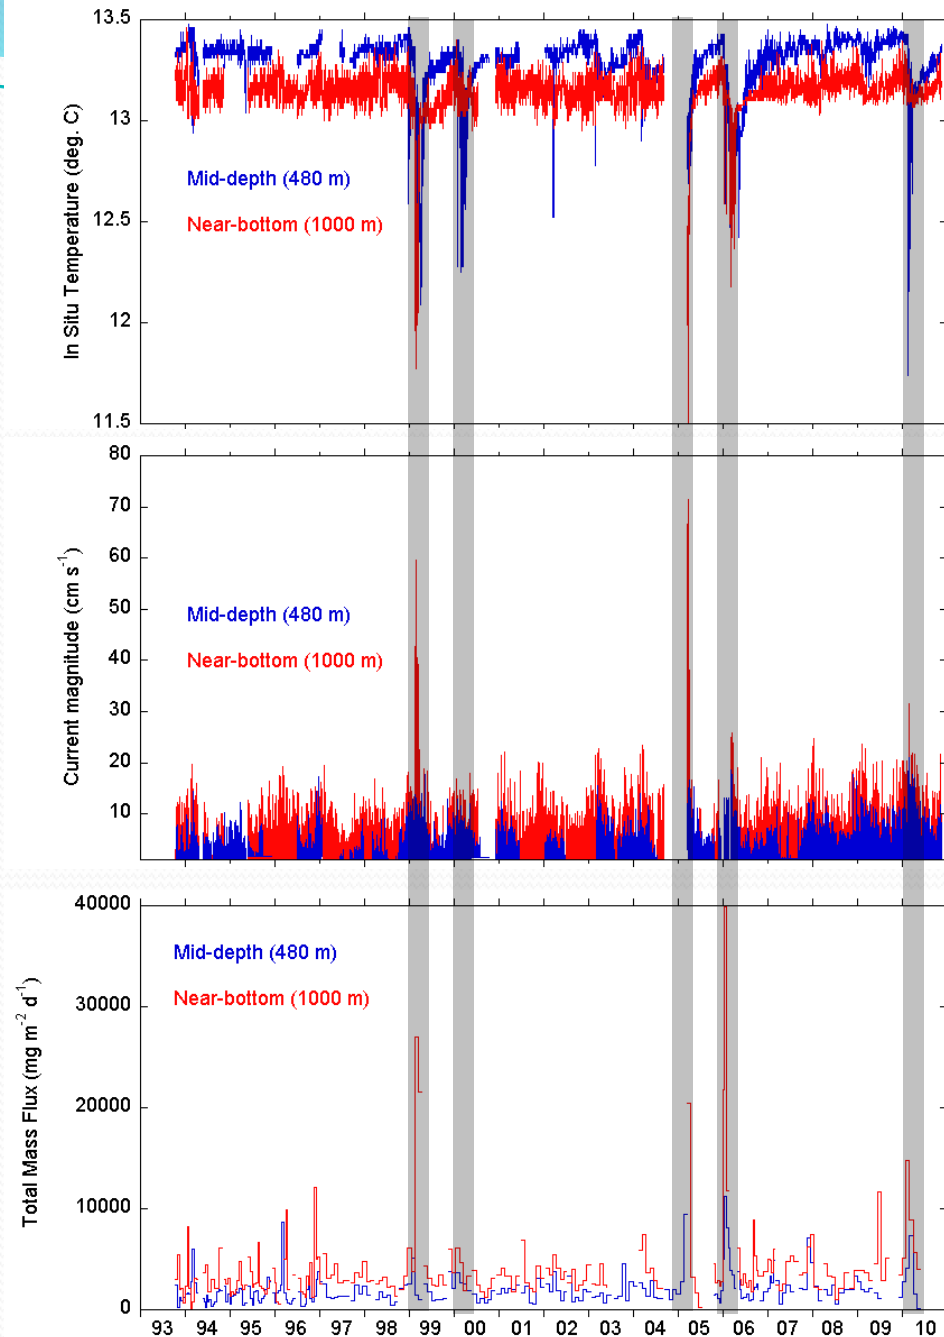 13.5
13
12.5
12
11.5
In Situ Temperature (deg. C)
Mid-depth (480 m)
Near-bottom (1000 m)
80
70
60
50
40
30
20
10
Current magnitude (cm s⁻¹)
Mid-depth (480 m)
Near-bottom (1000 m)
40000
30000
20000
10000
0
Total Mass Flux (mg m⁻² d⁻¹)
Mid-depth (480 m)
Near-bottom (1000 m)
93 94 95 96 97 98 99 00 01 02 03 04 05 06 07 08 09 10